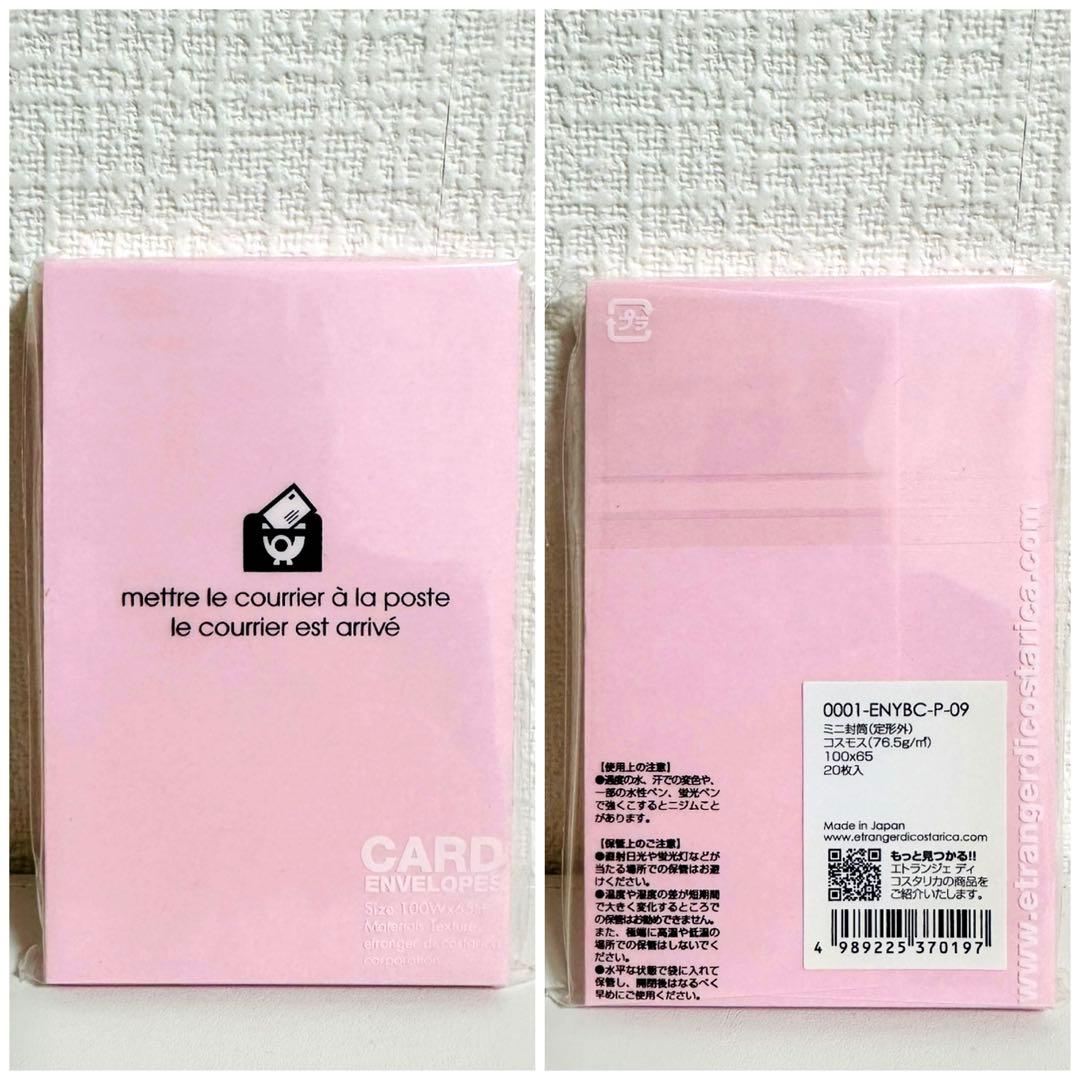 mettre le courrier à la poste
le courrier est arrivé
CARD
ENVELOPES
Size 100W×65H
Materials Texture
etranger di costarica
corporation
プラ
www.etrangerdicostarica.com
0001-ENYBC-P-09
ミニ封筒(定形外)
コスモス(76.5g/㎡)
100x65
20枚入
Made in Japan
www.etrangerdicostarica.com
もっと見つかる!!
エトランジェ ディ
コスタリカの商品を
ご紹介いたします。
4 989225 370197
【使用上の注意】
●過度の水、汗での変色や、
一部の水性ペン、蛍光ペン
で強くこするとニジムこと
があります。
【保管上のご注意】
●直射日光や蛍光灯などが
当たる場所での保管はお避
けください。
●温度や湿度の差が短期間
で大きく変化するところで
の保管はお勧めできません。
また、極端に高温や低温の
場所での保管はしないでく
ださい。
●水平な状態で袋に入れて
保管し、開閉後はなるべく
早めにご使用ください。